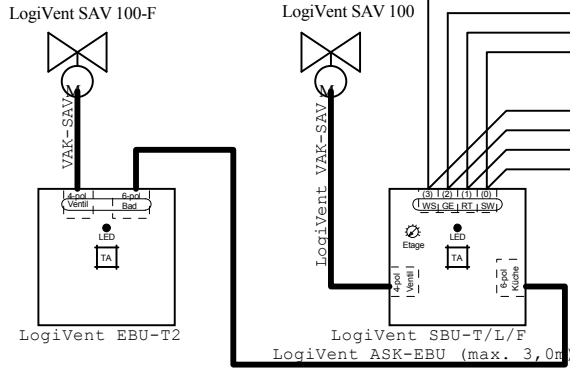 LogiVent SAV 100-F
LogiVent SAV 100
M
M
VAK-SAV
LogiVent VAK-SAV
4-pol
Ventil
6-pol
Bad
LED
TA
LogiVent EBU-T2
(3) (2) (1) (0)
WS GE RT SW
Etage
LED
TA
4-pol
Ventil
6-pol
Küche
LogiVent SBU-T/L/F
LogiVent ASK-EBU (max. 3,0m)